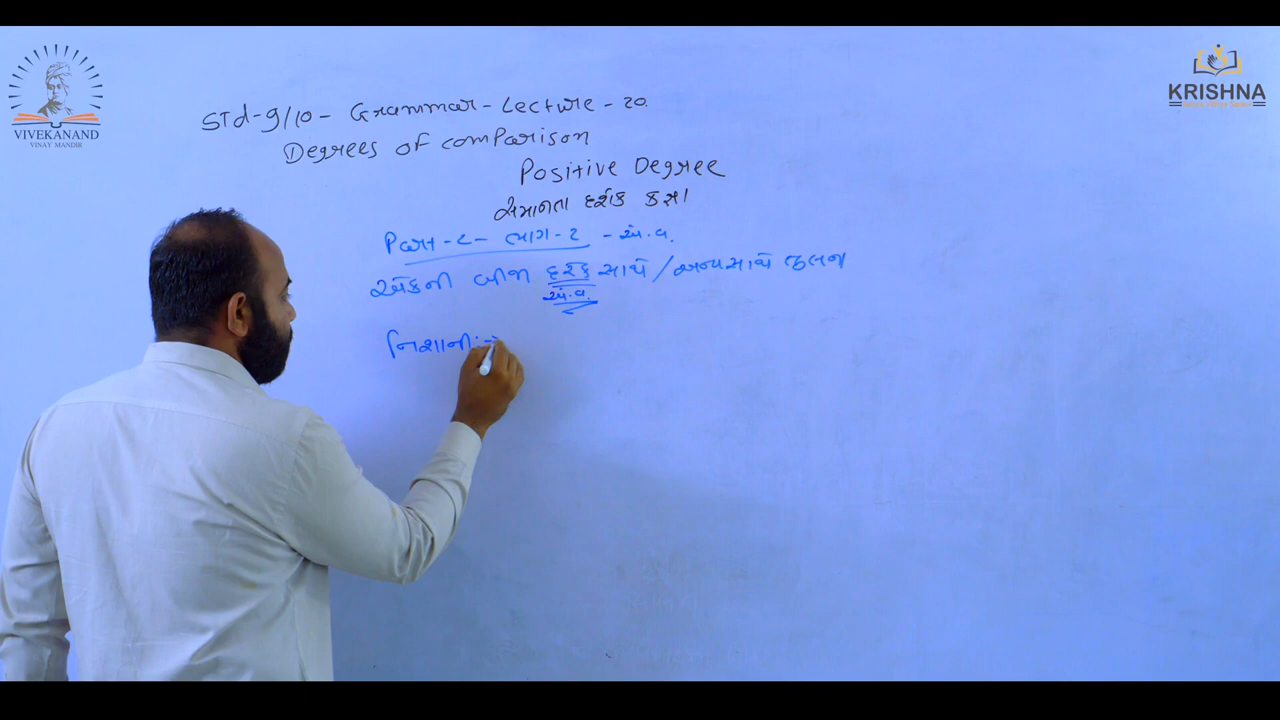 VIVEKANAND
VINAY MANDIR
KRISHNA
STd-9/10 - Grammar - Lecture - 20.
Degrees of comparison
Positive Degree
સમાનતા દર્શક કક્ષા
Part-2- ભાગ-2 - અં.વ.
એકની બીજા દરેક સાથે / અન્ય સાથે તુલના
અં.વ.
નિશાની :-